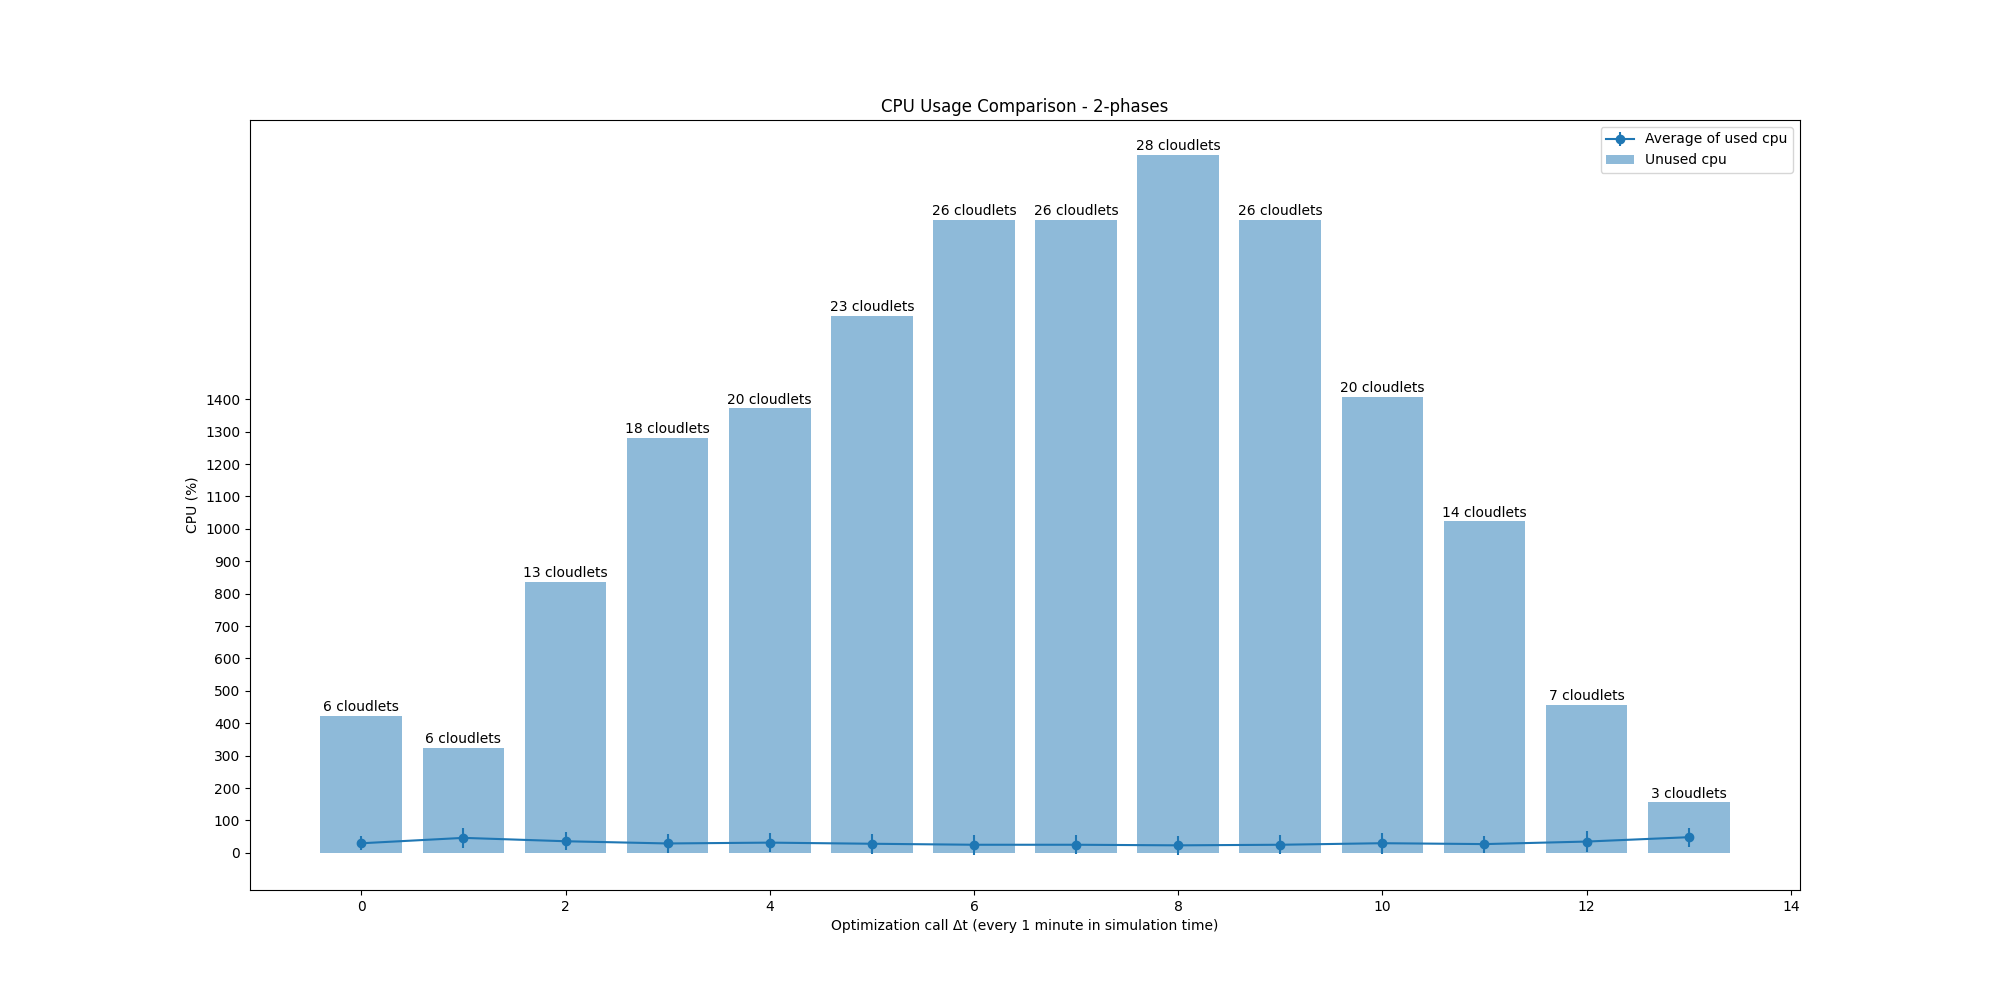 CPU Usage Comparison - 2-phases
Average of used cpu
Unused cpu
28 cloudlets
26 cloudlets
26 cloudlets
26 cloudlets
23 cloudlets
20 cloudlets
20 cloudlets
18 cloudlets
14 cloudlets
13 cloudlets
7 cloudlets
6 cloudlets
6 cloudlets
3 cloudlets
CPU (%)
1400
1300
1200
1100
1000
900
800
700
600
500
400
300
200
100
0
0 2 4 6 8 10 12 14
Optimization call Δt (every 1 minute in simulation time)